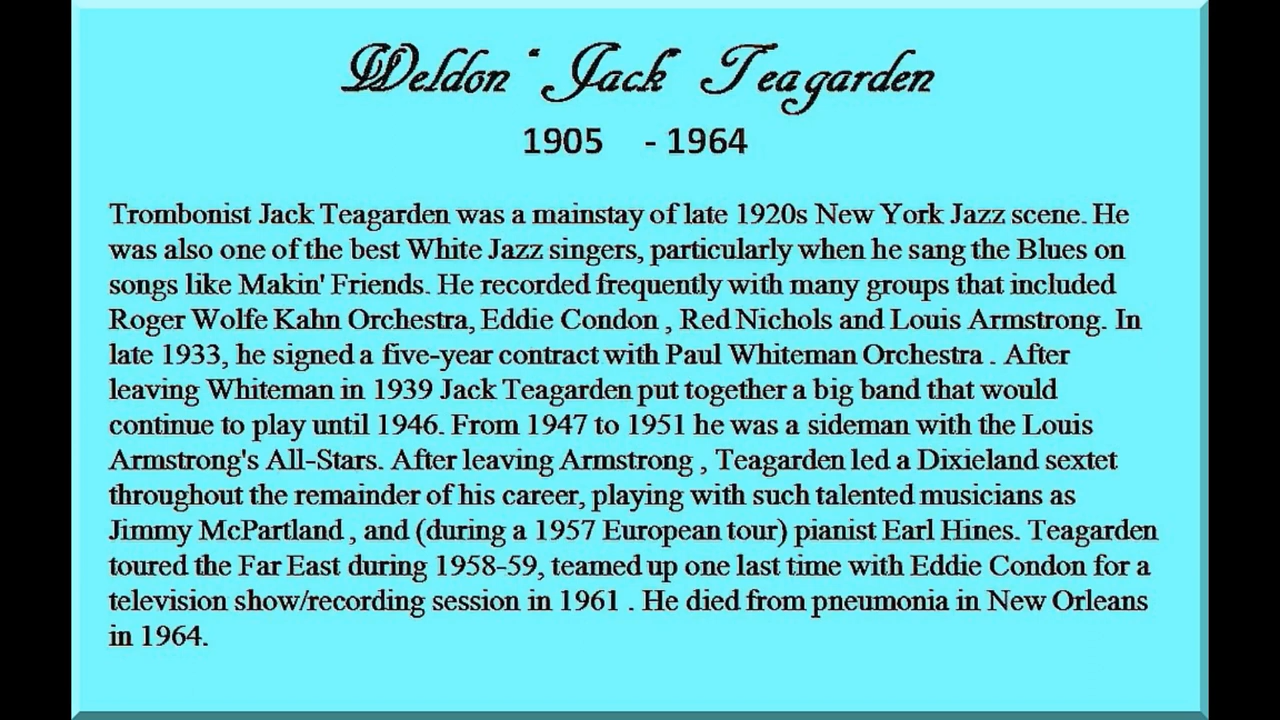 Weldon "Jack" Teagarden
1905 - 1964
Trombonist Jack Teagarden was a mainstay of late 1920s New York Jazz scene. He
was also one of the best White Jazz singers, particularly when he sang the Blues on
songs like Makin' Friends. He recorded frequently with many groups that included
Roger Wolfe Kahn Orchestra, Eddie Condon , Red Nichols and Louis Armstrong. In
late 1933, he signed a five-year contract with Paul Whiteman Orchestra . After
leaving Whiteman in 1939 Jack Teagarden put together a big band that would
continue to play until 1946. From 1947 to 1951 he was a sideman with the Louis
Armstrong's All-Stars. After leaving Armstrong , Teagarden led a Dixieland sextet
throughout the remainder of his career, playing with such talented musicians as
Jimmy McPartland , and (during a 1957 European tour) pianist Earl Hines. Teagarden
toured the Far East during 1958-59, teamed up one last time with Eddie Condon for a
television show/recording session in 1961 . He died from pneumonia in New Orleans
in 1964.